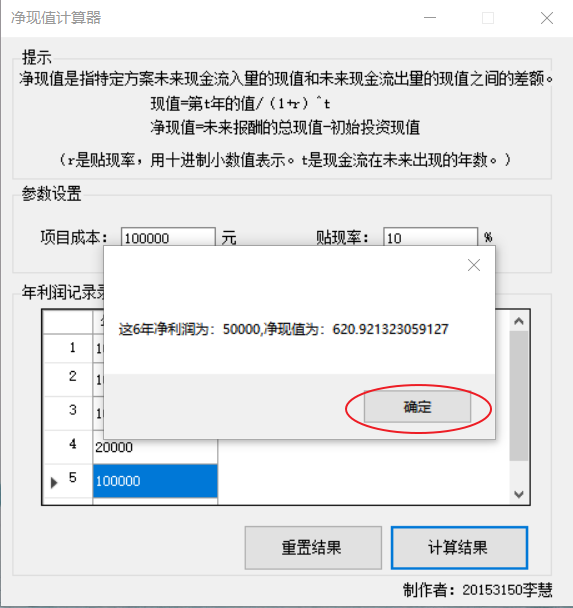 净现值计算器
提示
净现值是指特定方案未来现金流入量的现值和未来现金流出量的现值之间的差额。
现值=第t年的值/（1+r）^t
净现值=未来报酬的总现值-初始投资现值
（r是贴现率，用十进制小数值表示。t是现金流在未来出现的年数。）
参数设置
项目成本： 100000 元 贴现率： 10 %
年利润记录
这6年净利润为：50000,净现值为：620.921323059127
确定
1
2
3
4 20000
5 100000
重置结果 计算结果
制作者：20153150李慧